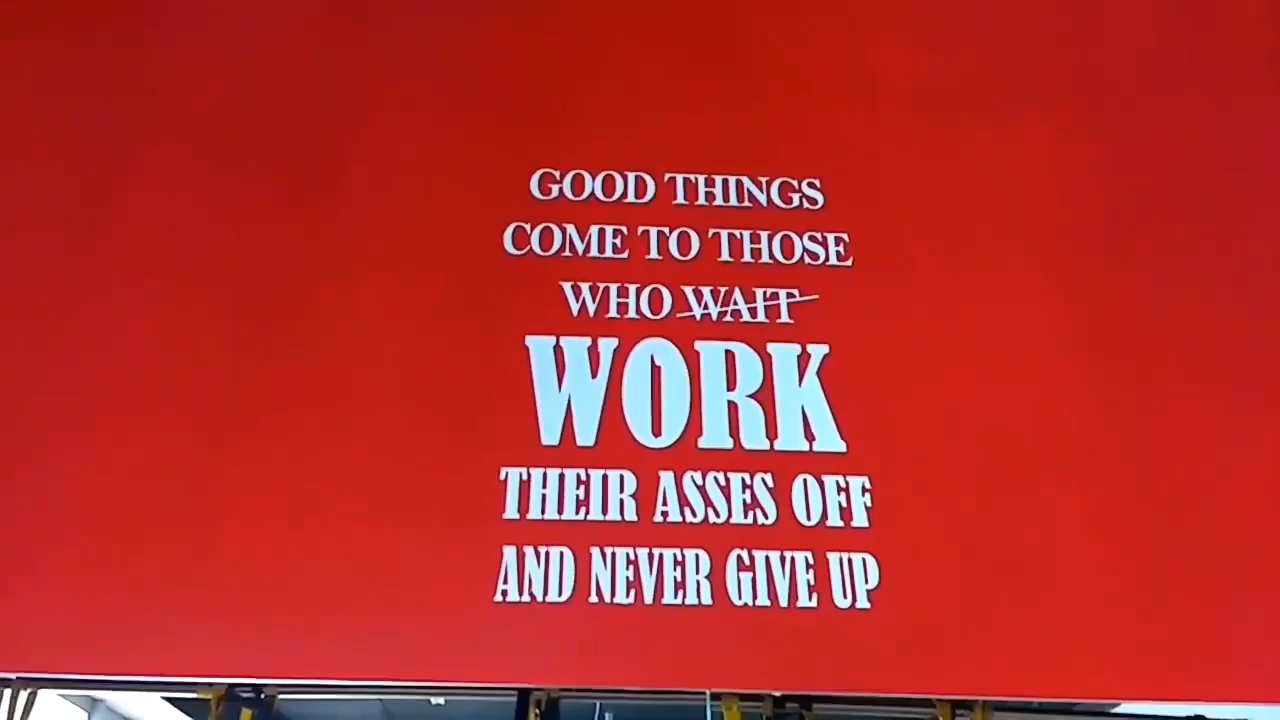 GOOD THINGS
COME TO THOSE
WHO WAIT
WORK
THEIR ASSES OFF
AND NEVER GIVE UP